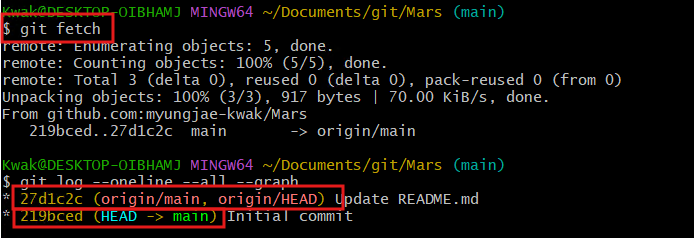 Kwak@DESKTOP-OIBHAMJ MINGW64 ~/Documents/git/Mars (main)
$ git fetch
remote: Enumerating objects: 5, done.
remote: Counting objects: 100% (5/5), done.
remote: Total 3 (delta 0), reused 0 (delta 0), pack-reused 0 (from 0)
Unpacking objects: 100% (3/3), 917 bytes | 70.00 KiB/s, done.
From github.com:myungjae-kwak/Mars
   219bced..27d1c2c  main       -> origin/main
Kwak@DESKTOP-OIBHAMJ MINGW64 ~/Documents/git/Mars (main)
$ git log --oneline --all --graph
* 27d1c2c (origin/main, origin/HEAD) Update README.md
* 219bced (HEAD -> main) Initial commit